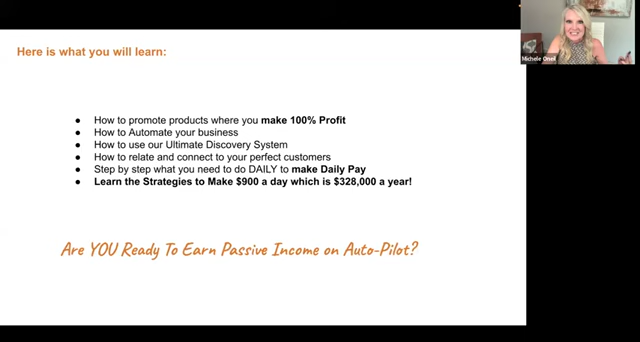 Here is what you will learn:
● How to promote products where you make 100% Profit
● How to Automate your business
● How to use our Ultimate Discovery System
● How to relate and connect to your perfect customers
● Step by step what you need to do DAILY to make Daily Pay
● Learn the Strategies to Make $900 a day which is $328,000 a year!
Are YOU Ready To Earn Passive Income on Auto-Pilot?
Michele Oneil